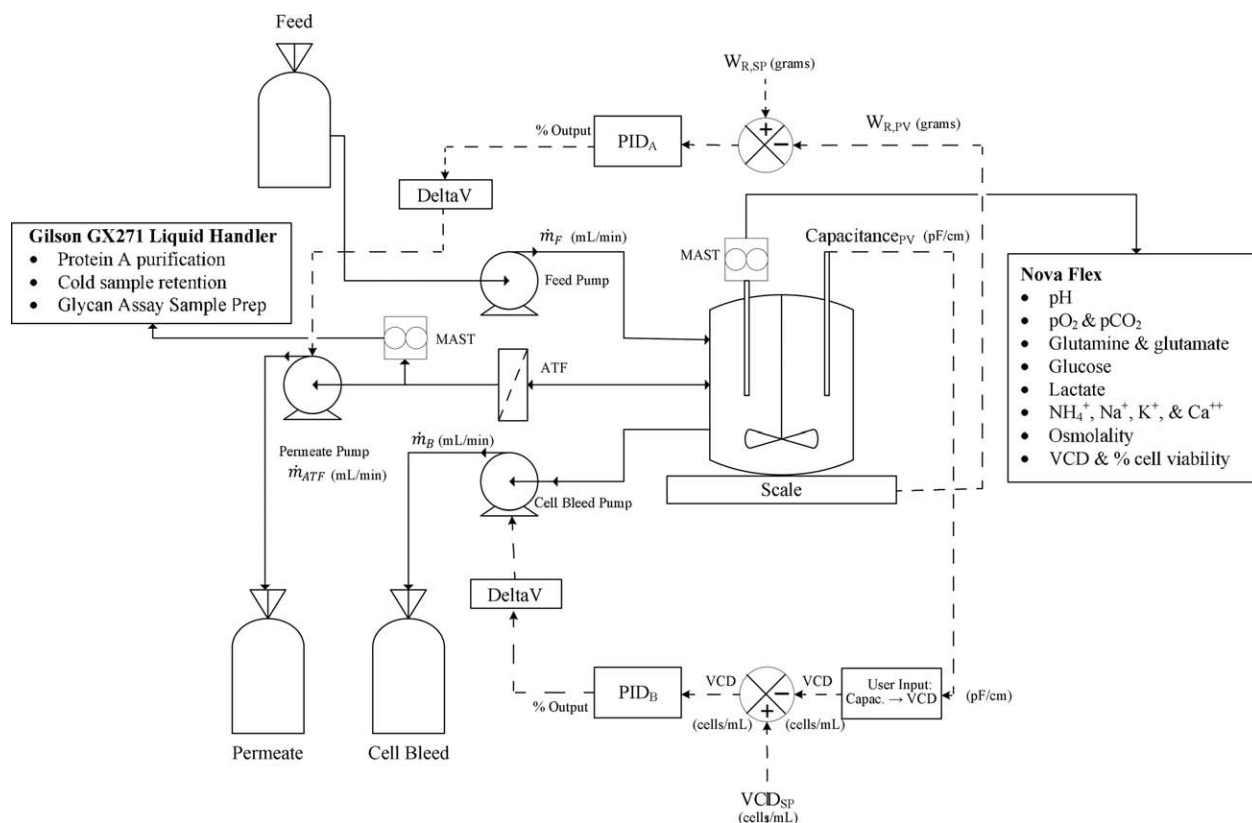 Feed
W_R,SP (grams)
W_R,PV (grams)
% Output
PID_A
+
−
DeltaV
Gilson GX271 Liquid Handler
• Protein A purification
• Cold sample retention
• Glycan Assay Sample Prep
ṁ_F (mL/min)
Feed Pump
MAST
Capacitance_PV (pF/cm)
Nova Flex
• pH
• pO₂ & pCO₂
• Glutamine & glutamate
• Glucose
• Lactate
• NH₄⁺, Na⁺, K⁺, & Ca⁺⁺
• Osmolality
• VCD & % cell viability
MAST
ATF
Permeate Pump
ṁ_ATF (mL/min)
ṁ_B (mL/min)
Cell Bleed Pump
Scale
DeltaV
% Output
PID_B
VCD
(cells/mL)
−
+
VCD
(cells/mL)
User Input:
Capac. → VCD
(pF/cm)
Permeate
Cell Bleed
VCD_SP
(cells/mL)